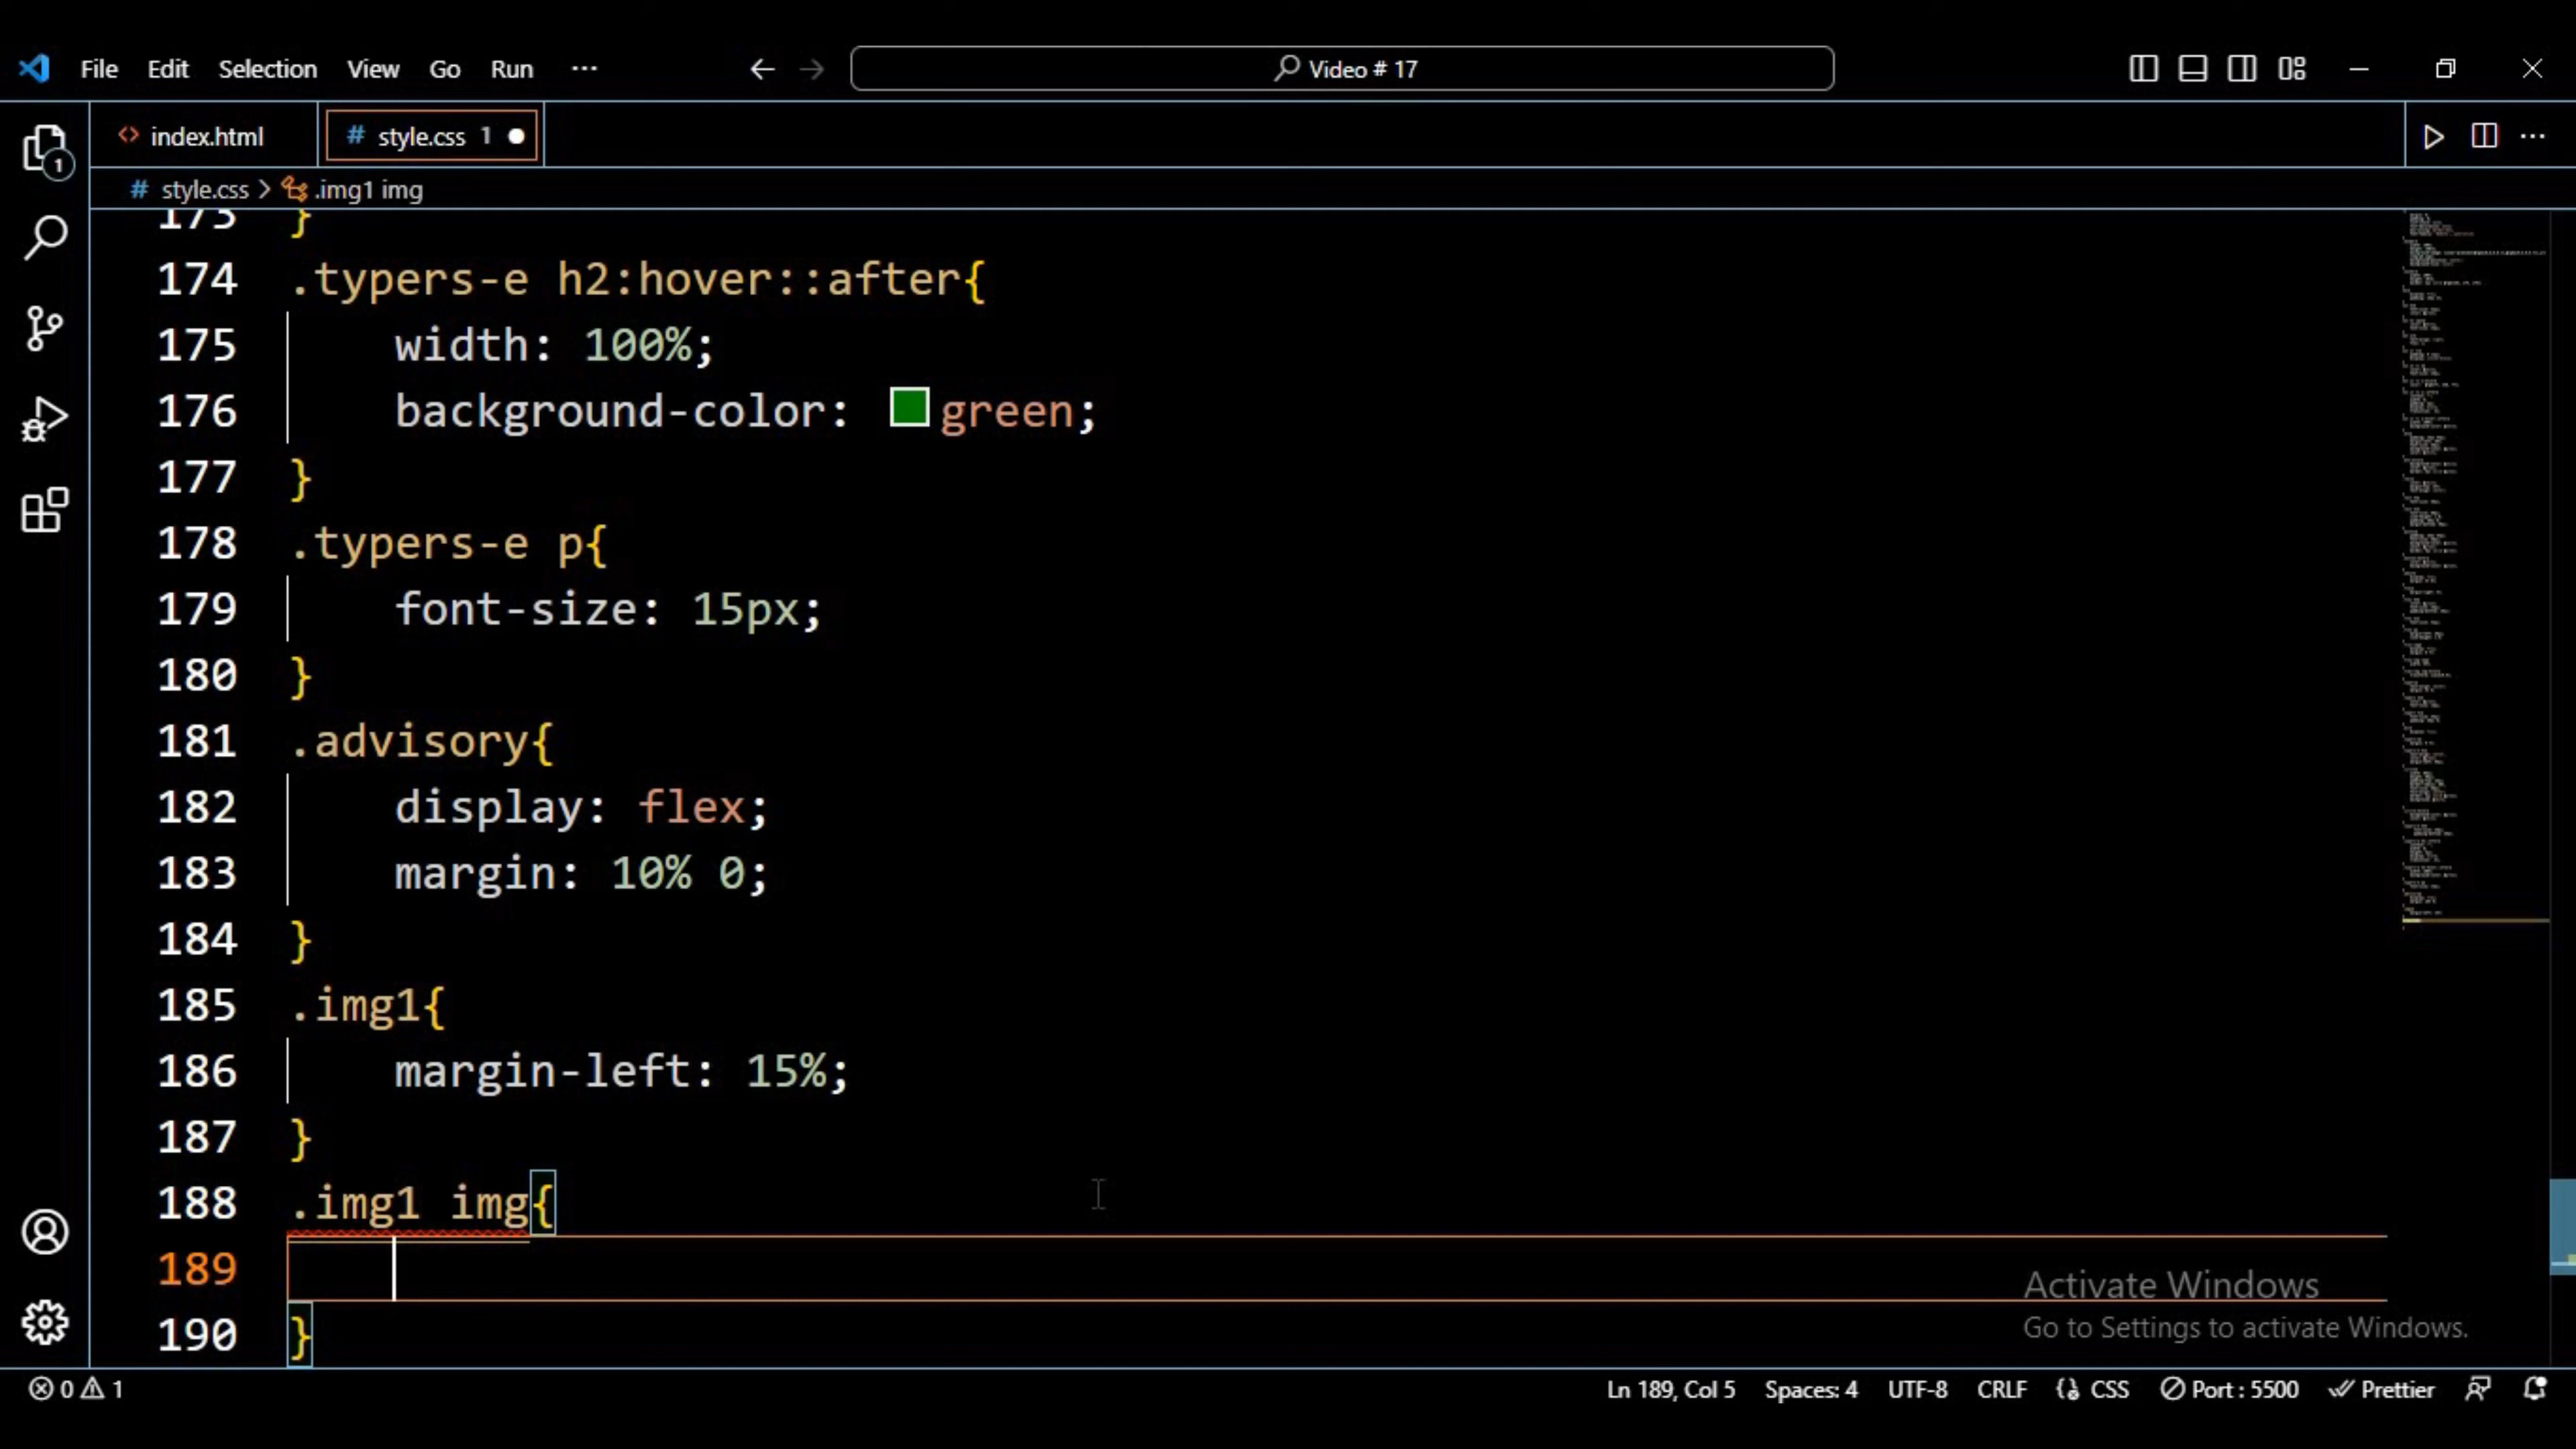 File Edit Selection View Go Run ··· Video # 17
index.html # style.css 1
# style.css > .img1 img
173 }
174 .typers-e h2:hover::after{
175 width: 100%;
176 background-color: green;
177 }
178 .typers-e p{
179 font-size: 15px;
180 }
181 .advisory{
182 display: flex;
183 margin: 10% 0;
184 }
185 .img1{
186 margin-left: 15%;
187 }
188 .img1 img{
189
190 }
1
Activate Windows
Go to Settings to activate Windows.
0 1 Ln 189, Col 5 Spaces: 4 UTF-8 CRLF CSS Port : 5500 Prettier